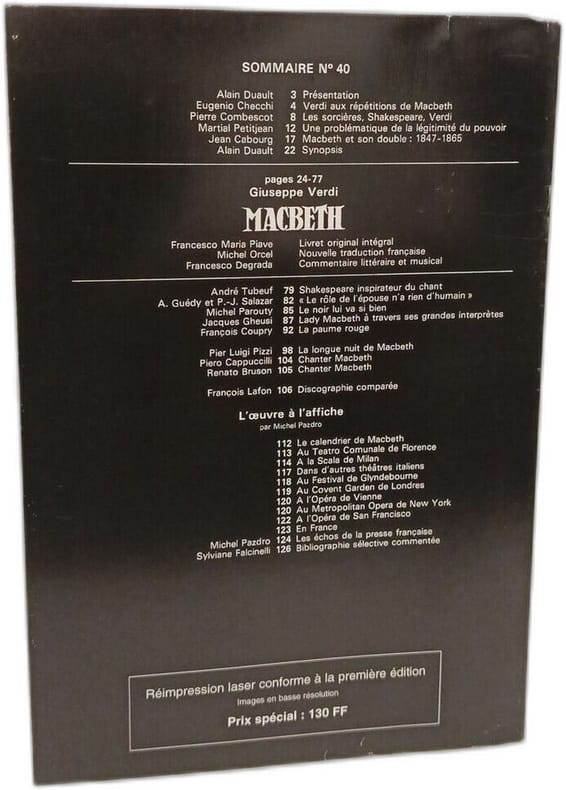 SOMMAIRE N° 40
Alain Duault 3 Présentation
Eugenio Checchi 4 Verdi aux répétitions de Macbeth
Pierre Combescot 8 Les sorcières, Shakespeare, Verdi
Martial Petitjean 12 Une problématique de la légitimité du pouvoir
Jean Cabourg 17 Macbeth et son double : 1847-1865
Alain Duault 22 Synopsis
pages 24-77
Giuseppe Verdi
MACBETH
Francesco Maria Piave Livret original intégral
Michel Orcel Nouvelle traduction française
Francesco Degrada Commentaire littéraire et musical
André Tubeuf 79 Shakespeare inspirateur du chant
A. Guédy et P.-J. Salazar 82 « Le rôle de l'épouse n'a rien d'humain »
Michel Parouty 85 Le noir lui va si bien
Jacques Gheusi 87 Lady Macbeth à travers ses grandes interprètes
François Coupry 92 La paume rouge
Pier Luigi Pizzi 98 La longue nuit de Macbeth
Piero Cappuccilli 104 Chanter Macbeth
Renato Bruson 105 Chanter Macbeth
François Lafon 106 Discographie comparée
L'œuvre à l'affiche
par Michel Pazdro
112 Le calendrier de Macbeth
113 Au Teatro Comunale de Florence
114 A la Scala de Milan
117 Dans d'autres théâtres italiens
118 Au Festival de Glyndebourne
119 Au Covent Garden de Londres
120 A l'Opéra de Vienne
120 Au Metropolitan Opera de New York
122 A l'Opéra de San Francisco
123 En France
Michel Pazdro 124 Les échos de la presse française
Sylviane Falcinelli 126 Bibliographie sélective commentée
Réimpression laser conforme à la première édition
Images en basse résolution
Prix spécial : 130 FF